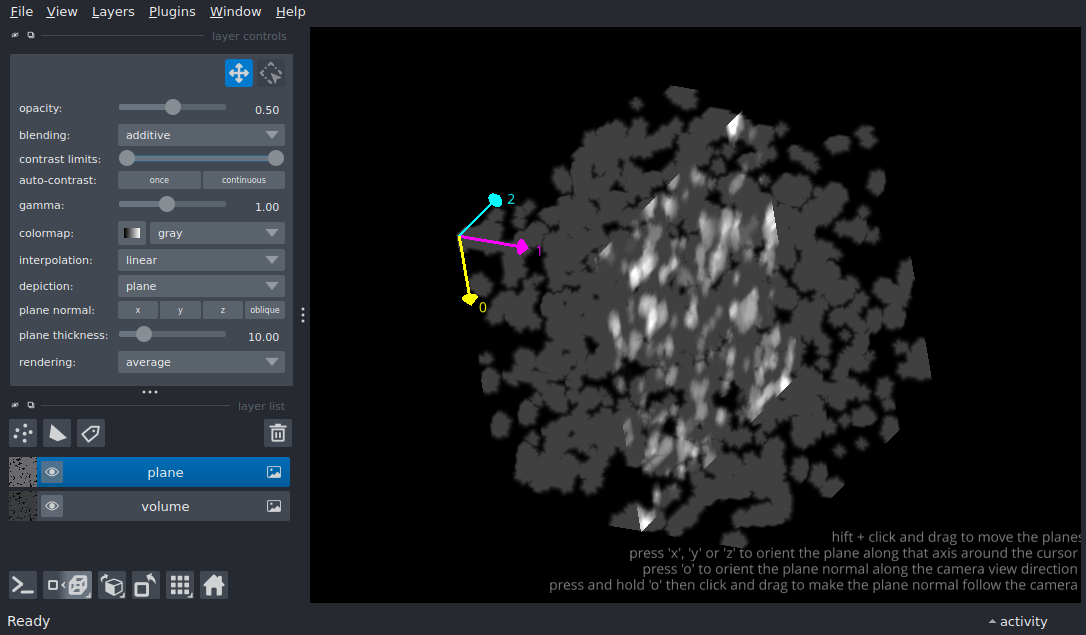 File View Layers Plugins Window Help
layer controls
opacity: 0.50
blending: additive
contrast limits:
auto-contrast: once continuous
gamma: 1.00
colormap: gray
interpolation: linear
depiction: plane
plane normal: x y z oblique
plane thickness: 10.00
rendering: average
layer list
plane
volume
2
1
0
hift + click and drag to move the planes
press 'x', 'y' or 'z' to orient the plane along that axis around the cursor
press 'o' to orient the plane normal along the camera view direction
press and hold 'o' then click and drag to make the plane normal follow the camera
Ready
activity